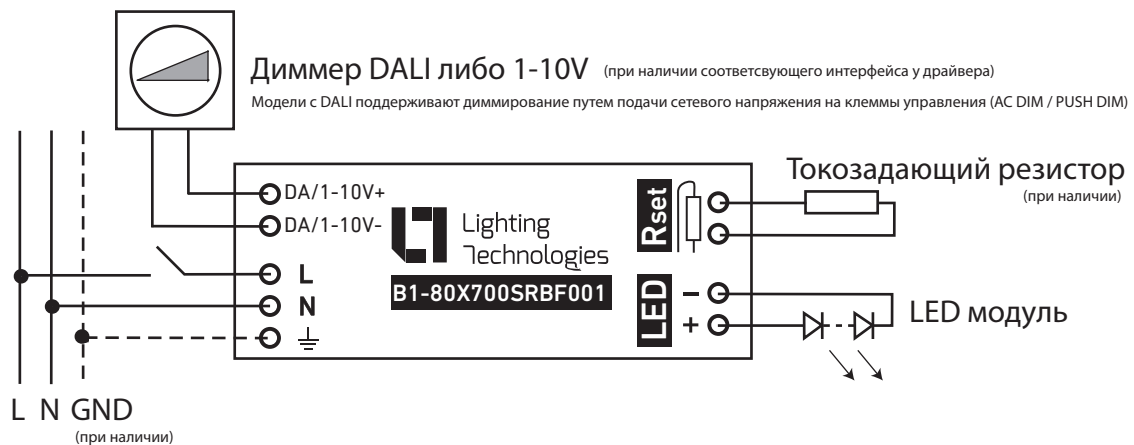 Диммер DALI либо 1-10V (при наличии соответсвующего интерфейса у драйвера)
Модели с DALI поддерживают диммирование путем подачи сетевого напряжения на клеммы управления (AC DIM / PUSH DIM)
Токозадающий резистор
(при наличии)
DA/1-10V+
DA/1-10V-
Rset
Lighting
Technologies
L
B1-80X700SRBF001
N
LED
−
+
LED модуль
L N GND
(при наличии)